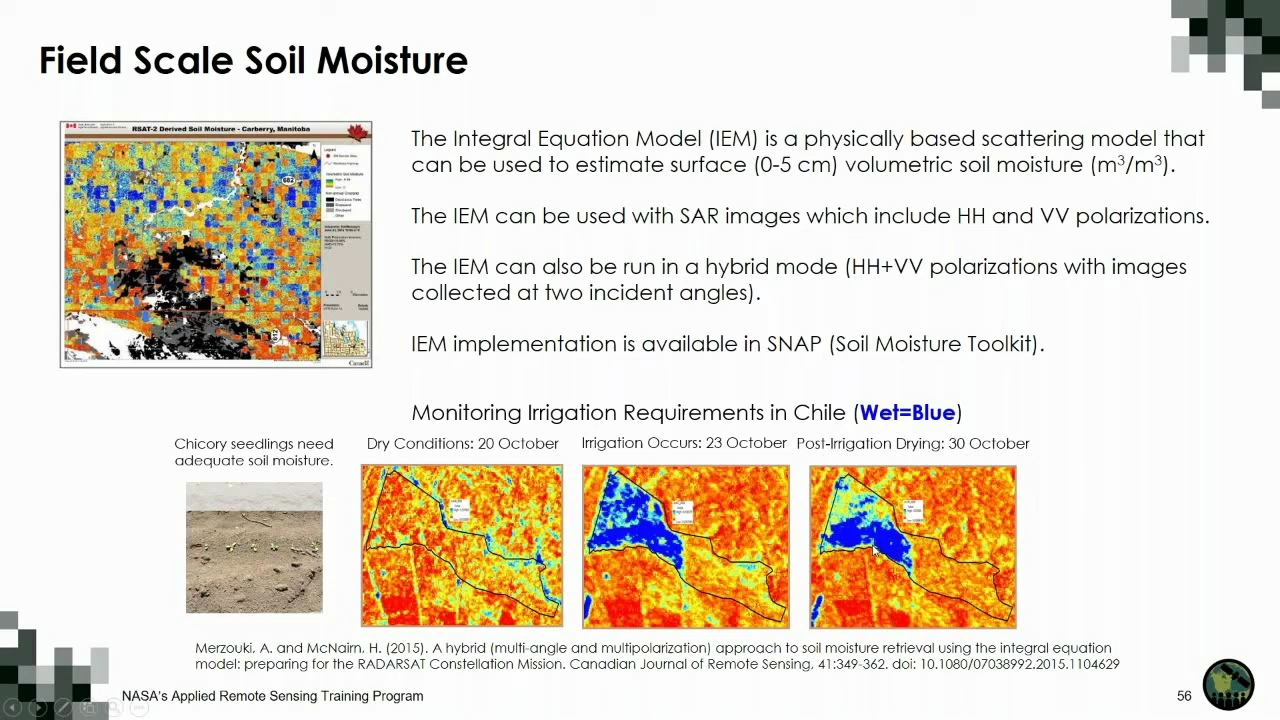 Field Scale Soil Moisture
RSAT-2 Derived Soil Moisture - Carberry, Manitoba
682
Canada
The Integral Equation Model (IEM) is a physically based scattering model that
can be used to estimate surface (0-5 cm) volumetric soil moisture (m³/m³).
The IEM can be used with SAR images which include HH and VV polarizations.
The IEM can also be run in a hybrid mode (HH+VV polarizations with images
collected at two incident angles).
IEM implementation is available in SNAP (Soil Moisture Toolkit).
Monitoring Irrigation Requirements in Chile (Wet=Blue)
Chicory seedlings need
adequate soil moisture.
Dry Conditions: 20 October
Irrigation Occurs: 23 October
Post-Irrigation Drying: 30 October
Merzouki, A. and McNairn, H. (2015). A hybrid (multi-angle and multipolarization) approach to soil moisture retrieval using the integral equation
model: preparing for the RADARSAT Constellation Mission. Canadian Journal of Remote Sensing, 41:349-362. doi: 10.1080/07038992.2015.1104629
NASA's Applied Remote Sensing Training Program
56